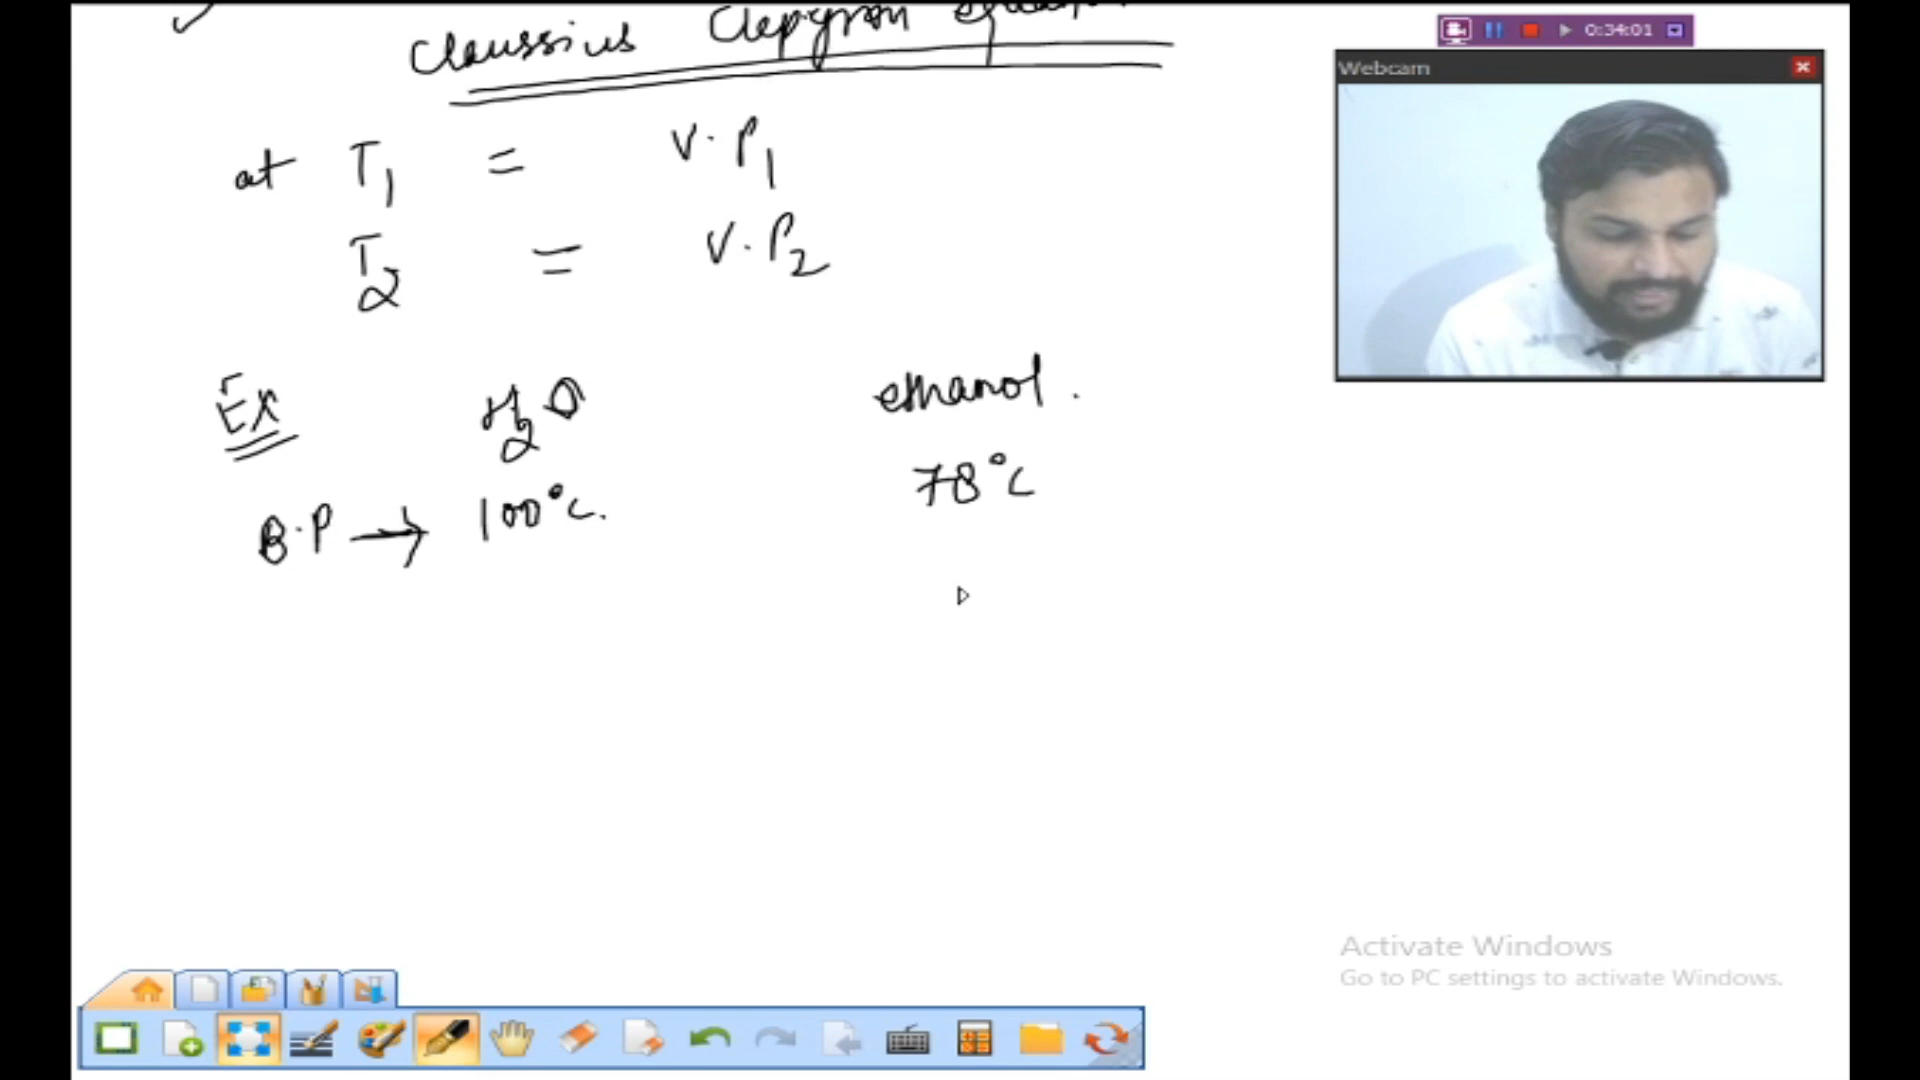 Claussius Clepyron equation
0:34:01
Webcam
at T1 = V.P1
T2 = V.P2
Ex H2O ethanol.
B.P → 100°C. 78°C
Activate Windows
Go to PC settings to activate Windows.